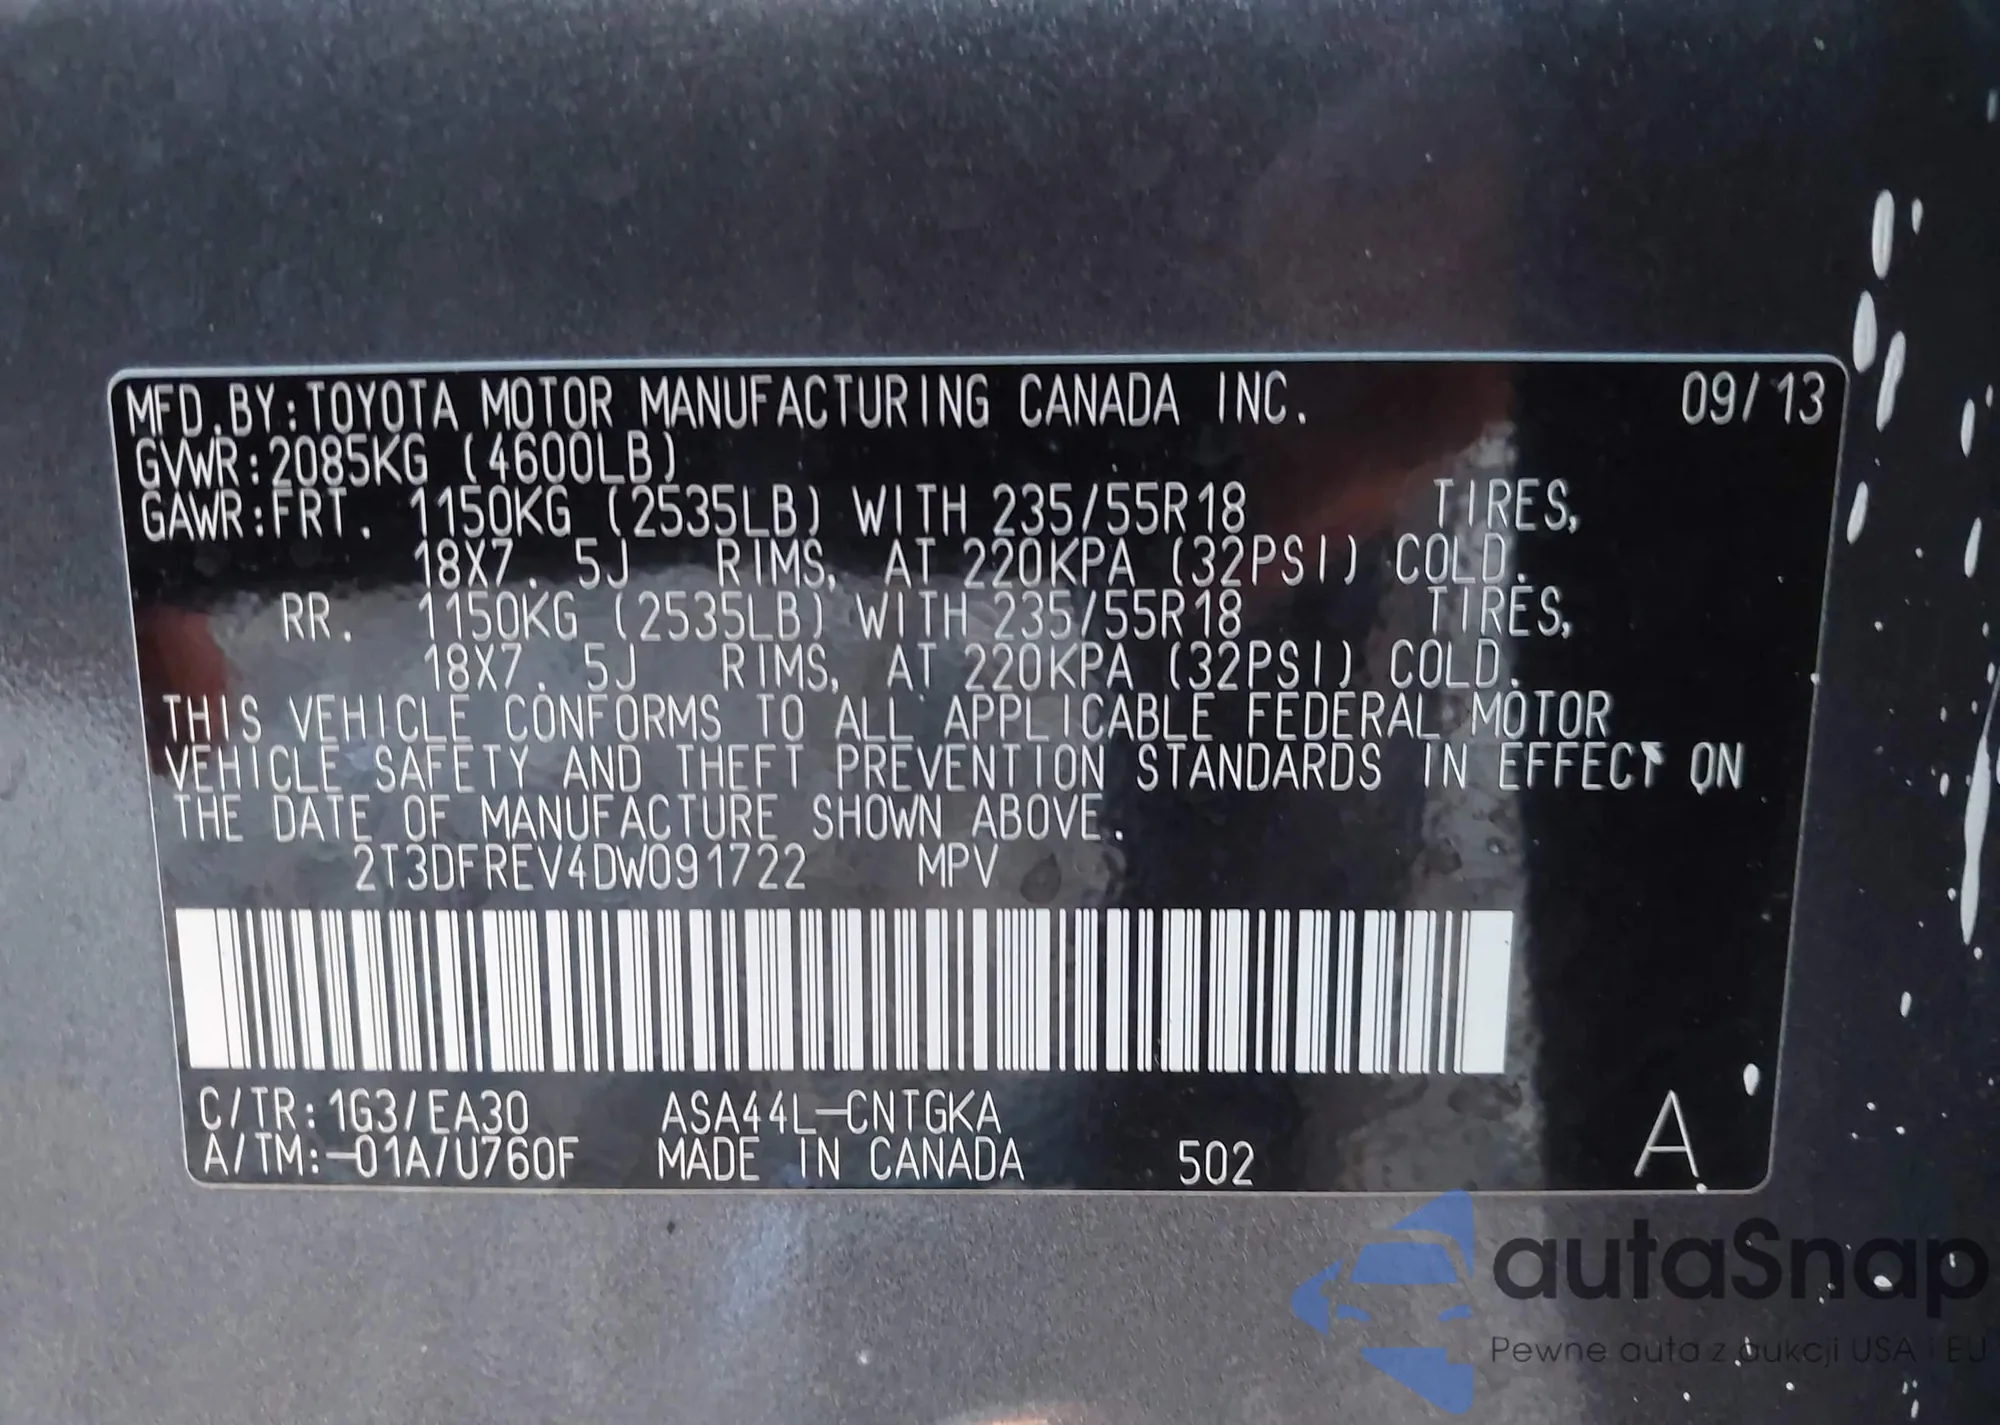 MFD.BY:TOYOTA MOTOR MANUFACTURING CANADA INC. 09/13
GVWR:2085KG (4600LB)
GAWR:FRT. 1150KG (2535LB) WITH 235/55R18 TIRES,
18X7.5J RIMS, AT 220KPA (32PSI) COLD.
RR. 1150KG (2535LB) WITH 235/55R18 TIRES,
18X7.5J RIMS, AT 220KPA (32PSI) COLD.
THIS VEHICLE CONFORMS TO ALL APPLICABLE FEDERAL MOTOR
VEHICLE SAFETY AND THEFT PREVENTION STANDARDS IN EFFECT ON
THE DATE OF MANUFACTURE SHOWN ABOVE.
2T3DFREV4DW091722 MPV
C/TR:1G3/EA30 ASA44L-CNTGKA
A/TM:-01A/U760F MADE IN CANADA 502 A
autaSnap
Pewne auta z aukcji USA i EU